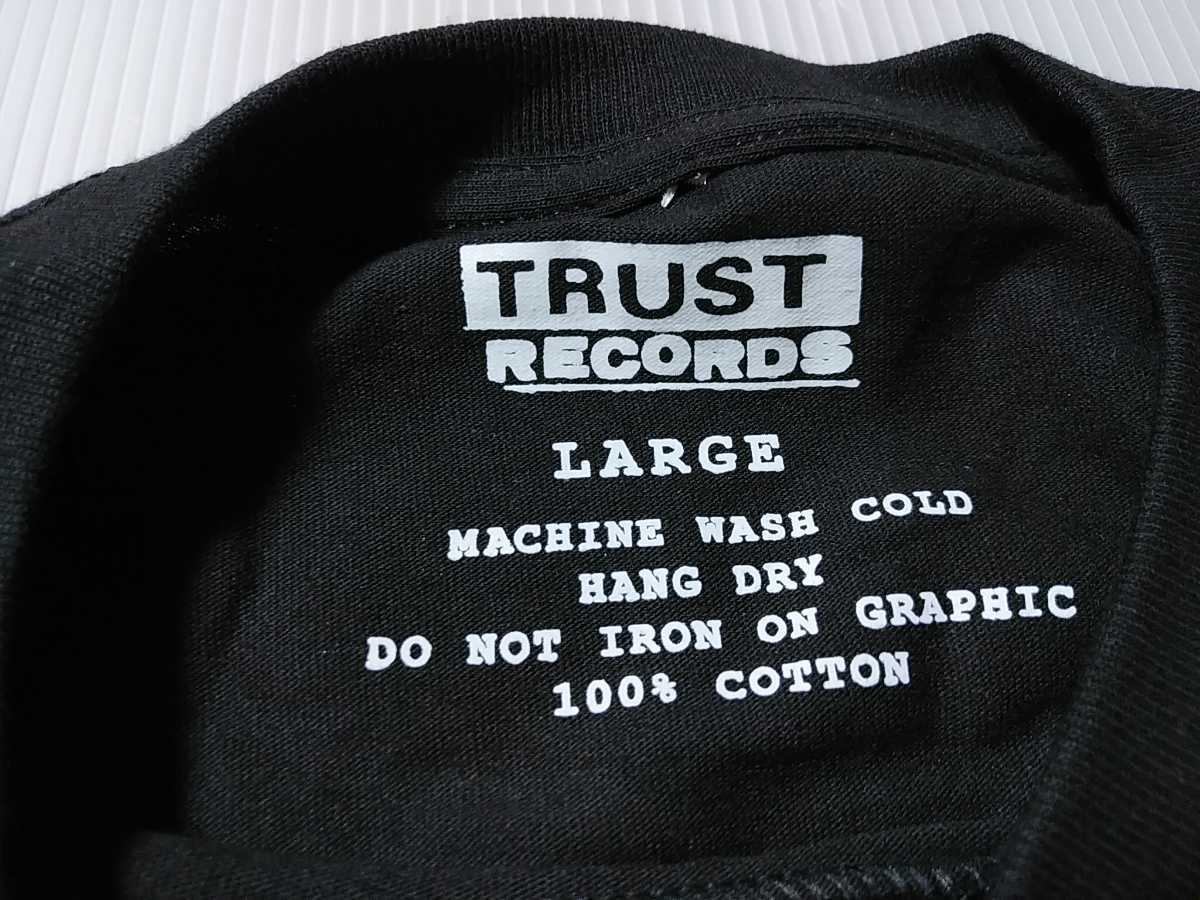 TRUST
RECORDS
LARGE
MACHINE WASH COLD
HANG DRY
DO NOT IRON ON GRAPHIC
100% COTTON